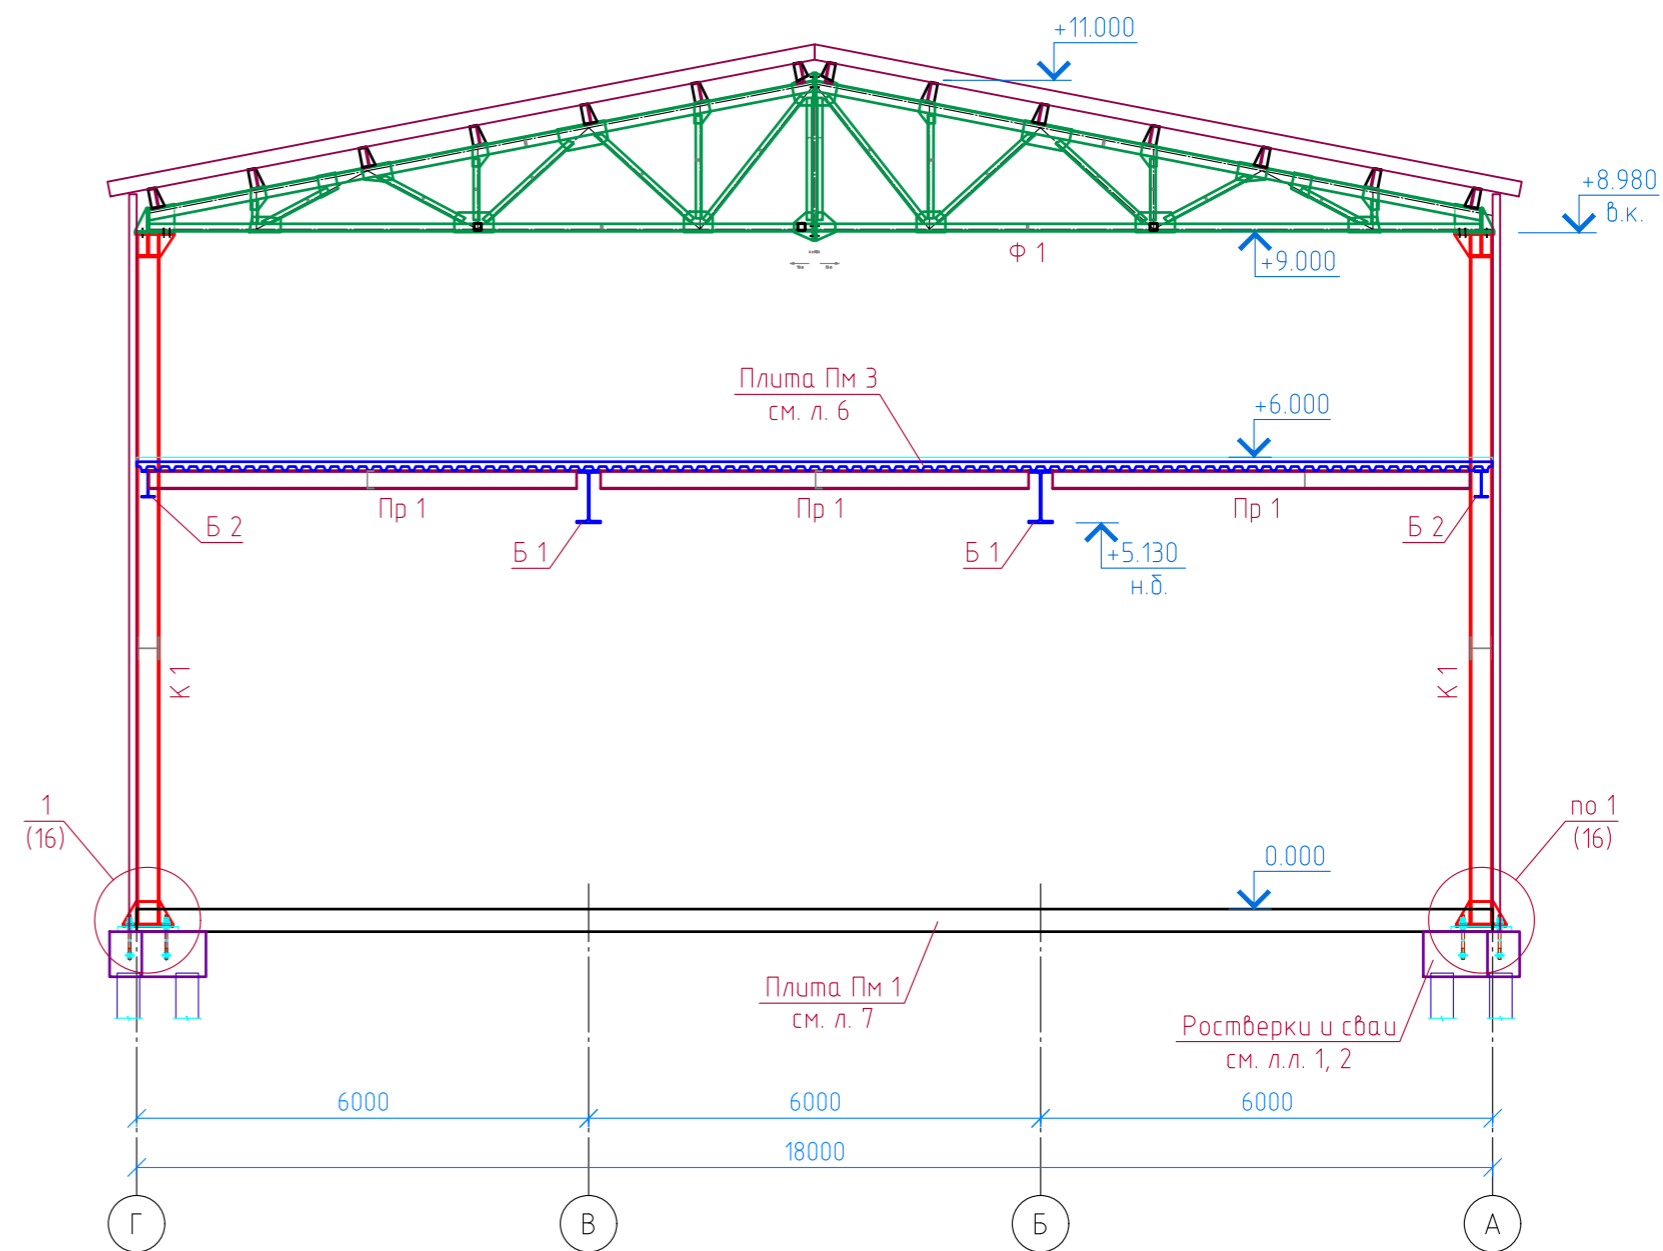 +11.000
+8.980
в.к.
Ф 1
+9.000
Плита Пм 3
см. л. 6
+6.000
Пр 1
Пр 1
Пр 1
Б 2
Б 1
Б 1
Б 2
+5.130
н.б.
К 1
К 1
1
(16)
по 1
(16)
0.000
Плита Пм 1
см. л. 7
Ростверки и сваи
см. л.л. 1, 2
6000
6000
6000
18000
Г
В
Б
А